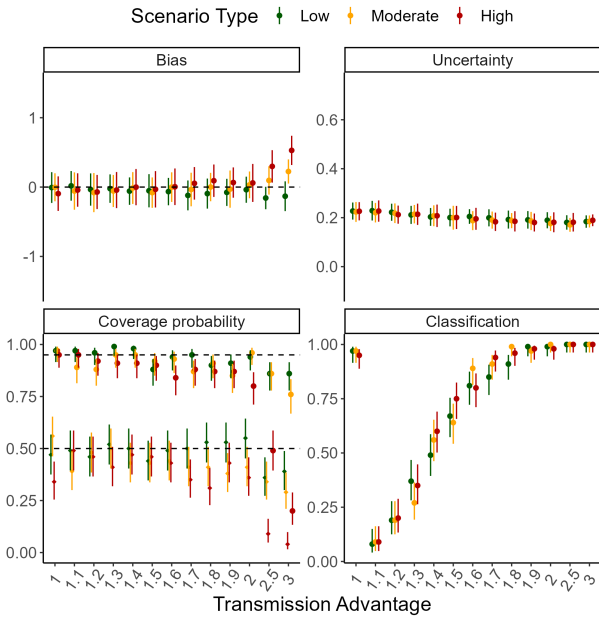 Scenario Type Low Moderate High
Bias
Uncertainty
1
0
-1
0.6
0.4
0.2
0.0
Coverage probability
Classification
1.00
0.75
0.50
0.25
0.00
1.00
0.75
0.50
0.25
0.00
1 1.1 1.2 1.3 1.4 1.5 1.6 1.7 1.8 1.9 2 2.5 3
1 1.1 1.2 1.3 1.4 1.5 1.6 1.7 1.8 1.9 2 2.5 3
Transmission Advantage